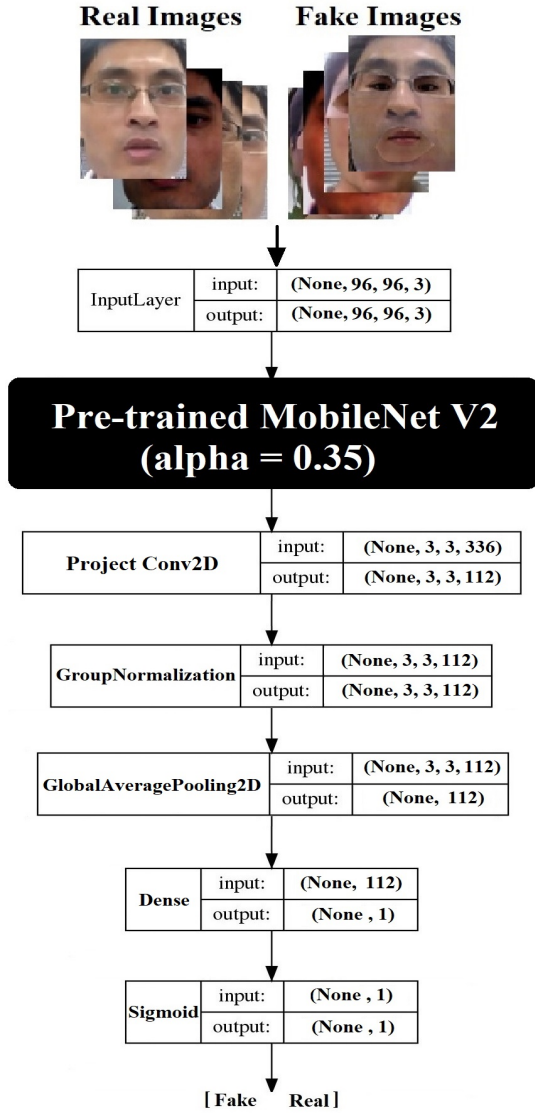 Real Images Fake Images
InputLayer
input: (None, 96, 96, 3)
output: (None, 96, 96, 3)
Pre-trained MobileNet V2
(alpha = 0.35)
Project Conv2D
input: (None, 3, 3, 336)
output: (None, 3, 3, 112)
GroupNormalization
input: (None, 3, 3, 112)
output: (None, 3, 3, 112)
GlobalAveragePooling2D
input: (None, 3, 3, 112)
output: (None, 112)
Dense
input: (None, 112)
output: (None , 1)
Sigmoid
input: (None , 1)
output: (None , 1)
[ Fake Real ]